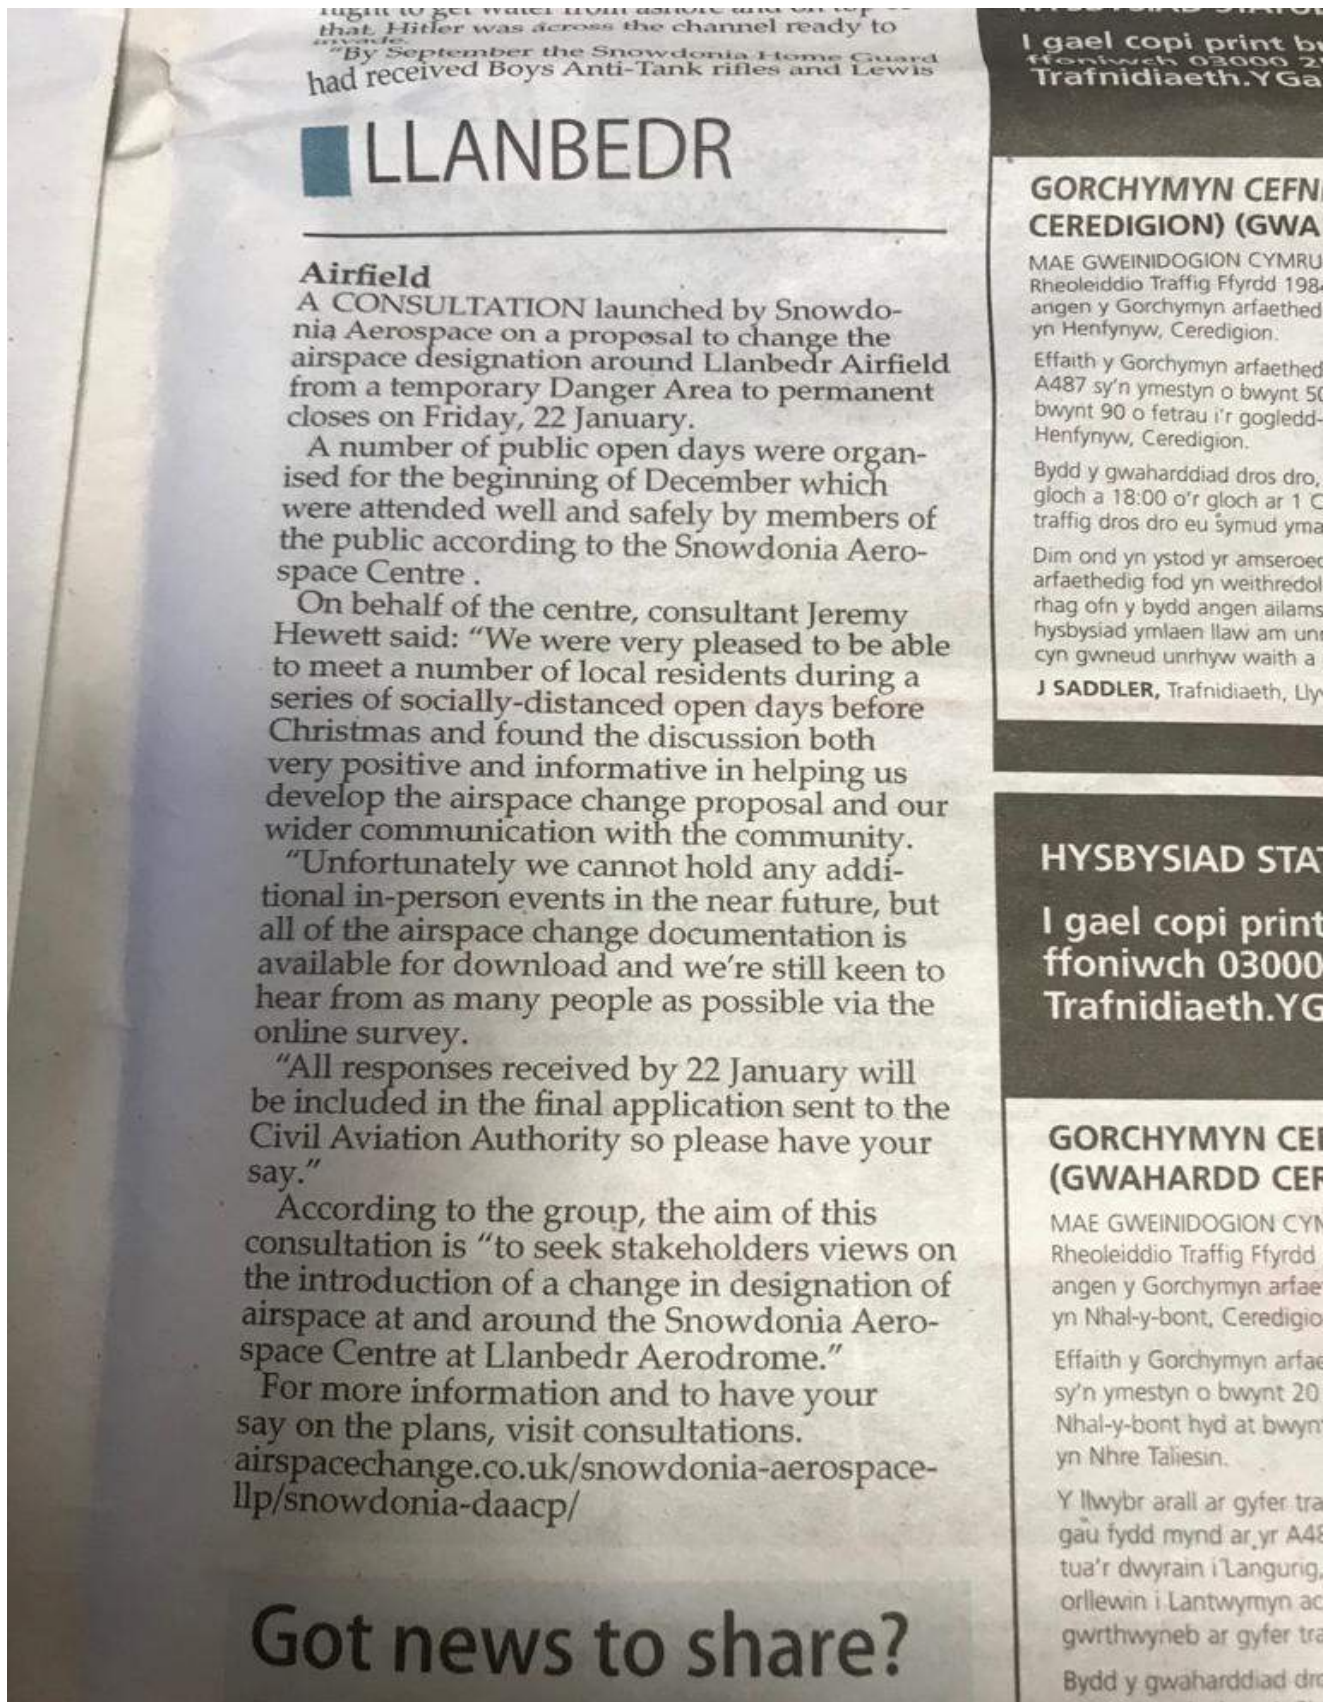 that Hitler was across the channel ready to
invade.
"By September the Snowdonia Home Guard
had received Boys Anti-Tank rifles and Lewis
LLANBEDR
Airfield
A CONSULTATION launched by Snowdo-
nia Aerospace on a proposal to change the
airspace designation around Llanbedr Airfield
from a temporary Danger Area to permanent
closes on Friday, 22 January.
A number of public open days were organ-
ised for the beginning of December which
were attended well and safely by members of
the public according to the Snowdonia Aero-
space Centre .
On behalf of the centre, consultant Jeremy
Hewett said: “We were very pleased to be able
to meet a number of local residents during a
series of socially-distanced open days before
Christmas and found the discussion both
very positive and informative in helping us
develop the airspace change proposal and our
wider communication with the community.
“Unfortunately we cannot hold any addi-
tional in-person events in the near future, but
all of the airspace change documentation is
available for download and we’re still keen to
hear from as many people as possible via the
online survey.
“All responses received by 22 January will
be included in the final application sent to the
Civil Aviation Authority so please have your
say.”
According to the group, the aim of this
consultation is “to seek stakeholders views on
the introduction of a change in designation of
airspace at and around the Snowdonia Aero-
space Centre at Llanbedr Aerodrome.”
For more information and to have your
say on the plans, visit consultations.
airspacechange.co.uk/snowdonia-aerospace-
llp/snowdonia-daacp/
Got news to share?
I gael copi print
ffoniwch 03000
Trafnidiaeth.YGa
GORCHYMYN CEFN
CEREDIGION) (GWA
MAE GWEINIDOGION CYMRU
Rheoleiddio Traffig Ffyrdd 198
angen y Gorchymyn arfaethed
yn Henfynyw, Ceredigion.
Effaith y Gorchymyn arfaethed
A487 sy'n ymestyn o bwynt 50
bwynt 90 o fetrau i'r gogledd-
Henfynyw, Ceredigion.
Bydd y gwaharddiad dros dro,
gloch a 18:00 o'r gloch ar 1
traffig dros dro eu symud yma
Dim ond yn ystod yr amseroed
arfaethedig fod yn weithredol
rhag ofn y bydd angen ailams
hysbysiad ymlaen llaw am
cyn gwneud unrhyw waith a
J SADDLER, Trafnidiaeth, Lly
HYSBYSIAD STAT
I gael copi print
ffoniwch 03000
Trafnidiaeth.YG
GORCHYMYN CEF
(GWAHARDD CER
MAE GWEINIDOGION CYM
Rheoleiddio Traffig Ffyrdd
angen y Gorchymyn arfae
yn Nhal-y-bont, Ceredigio
Effaith y Gorchymyn arfae
sy'n ymestyn o bwynt 20
Nhal-y-bont hyd at bwyn
yn Nhre Taliesin.
Y llwybr arall ar gyfer tra
gau fydd mynd ar yr A48
tua'r dwyrain i Langurig,
orllewin i Lantwymyn ac
gwrthwyneb ar gyfer tra
Bydd y gwaharddiad dro